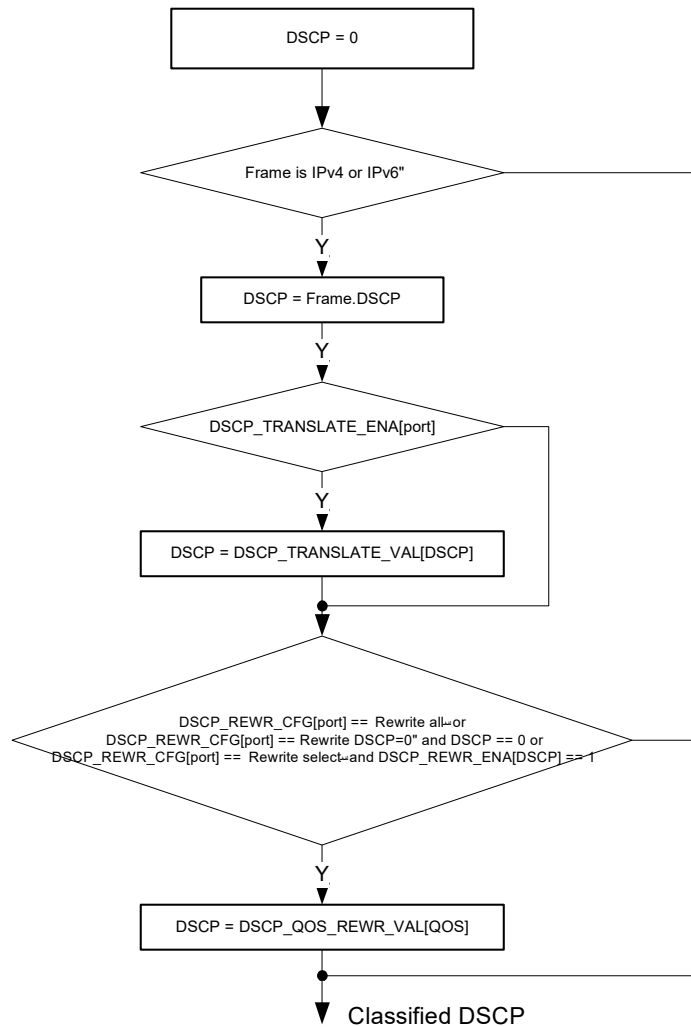 DSCP = 0
Frame is IPv4 or IPv6"
Y
DSCP = Frame.DSCP
Y
DSCP_TRANSLATE_ENA[port]
Y
DSCP = DSCP_TRANSLATE_VAL[DSCP]
DSCP_REWR_CFG[port] == Rewrite all or
DSCP_REWR_CFG[port] == Rewrite DSCP=0" and DSCP == 0 or
DSCP_REWR_CFG[port] == Rewrite select and DSCP_REWR_ENA[DSCP] == 1
Y
DSCP = DSCP_QOS_REWR_VAL[QOS]
Classified DSCP